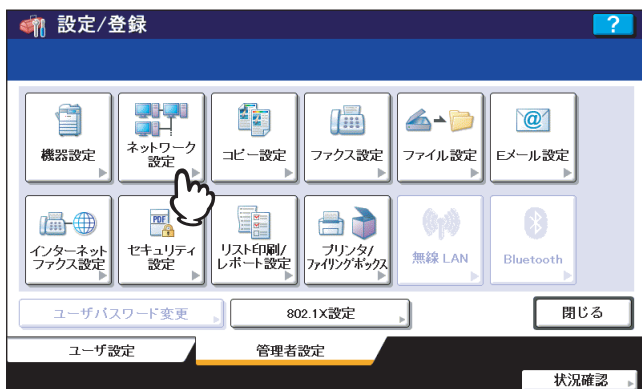 設定/登録
?
機器設定
ネットワーク
設定
コピー設定
ファクス設定
ファイル設定
Eメール設定
インターネット
ファクス設定
PDF
セキュリティ
設定
リスト印刷/
レポート設定
プリンタ/
ファイリングボックス
無線 LAN
Bluetooth
ユーザパスワード変更
802.1X設定
閉じる
ユーザ設定
管理者設定
状況確認